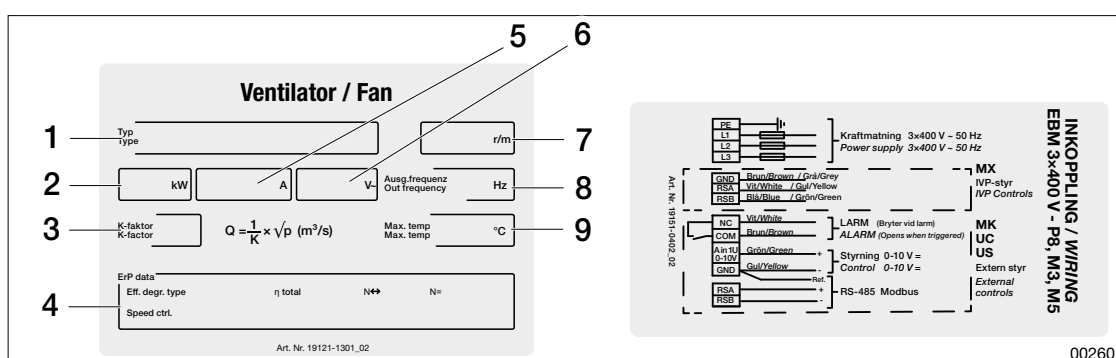 5
6
Ventilator / Fan
1
Typ
Type
r/m
7
2
kW
A
V~
Ausg.frequenz
Out frequency
Hz
8
3
K-faktor
K-factor
Q = 1/K × √p (m³/s)
Max. temp
Max. temp
°C
9
4
ErP data
Eff. degr. type
η total
N↔
N=
Speed ctrl.
Art. Nr. 19121-1301_02
PE
L1
L2
L3
Kraftmatning 3×400 V ~ 50 Hz
Power supply 3×400 V ~ 50 Hz
GND Brun/Brown / Grå/Grey
RSA Vit/White / Gul/Yellow
RSB Blå/Blue / Grön/Green
MX
IVP-styr
IVP Controls
NC Vit/White
COM Brun/Brown
LARM (Bryter vid larm)
ALARM (Opens when triggered)
A in 1U
0-10V
Grön/Green +
GND Gul/Yellow -
Styrning 0-10 V =
Control 0-10 V =
Ref.
RSA +
RSB -
RS-485 Modbus
MK
UC
US
Extern styr
External
controls
Art. Nr. 19151-0402_02
INKOPPLING / WIRING
EBM 3×400 V - P8, M3, M5
00260